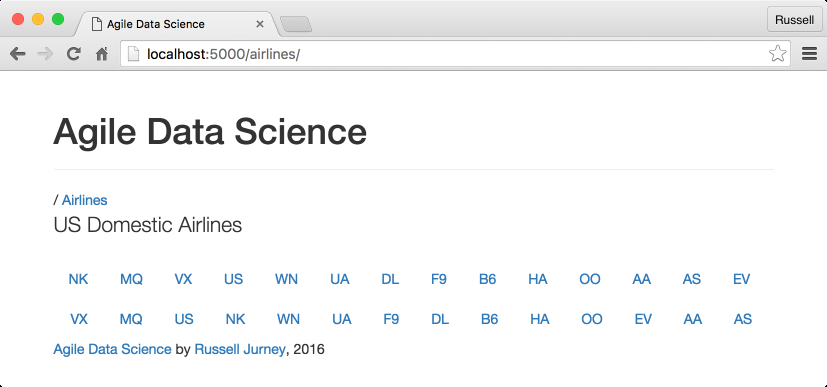 Agile Data Science
Russell
localhost:5000/airlines/
Agile Data Science
/ Airlines
US Domestic Airlines
NK MQ VX US WN UA DL F9 B6 HA OO AA AS EV
VX MQ US NK WN UA F9 DL B6 HA OO EV AA AS
Agile Data Science by Russell Jurney, 2016